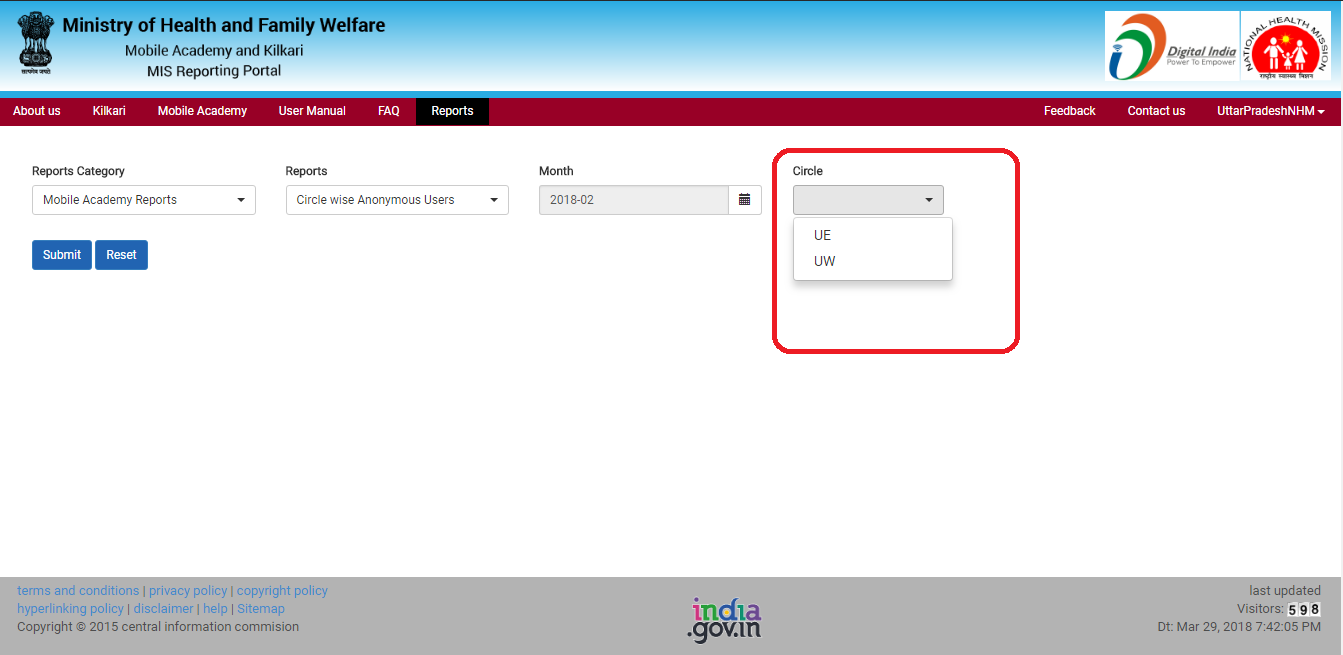 Ministry of Health and Family Welfare
Mobile Academy and Kilkari
MIS Reporting Portal
सत्यमेव जयते
Digital India
Power To Empower
NATIONAL HEALTH MISSION
राष्ट्रीय स्वास्थ्य मिशन
About us Kilkari Mobile Academy User Manual FAQ Reports Feedback Contact us UttarPradeshNHM
Reports Category Reports Month Circle
Mobile Academy Reports Circle wise Anonymous Users 2018-02
UE
UW
Submit Reset
terms and conditions | privacy policy | copyright policy
hyperlinking policy | disclaimer | help | Sitemap
Copyright © 2015 central information commision
india
.gov.in
last updated
Visitors: 598
Dt: Mar 29, 2018 7:42:05 PM